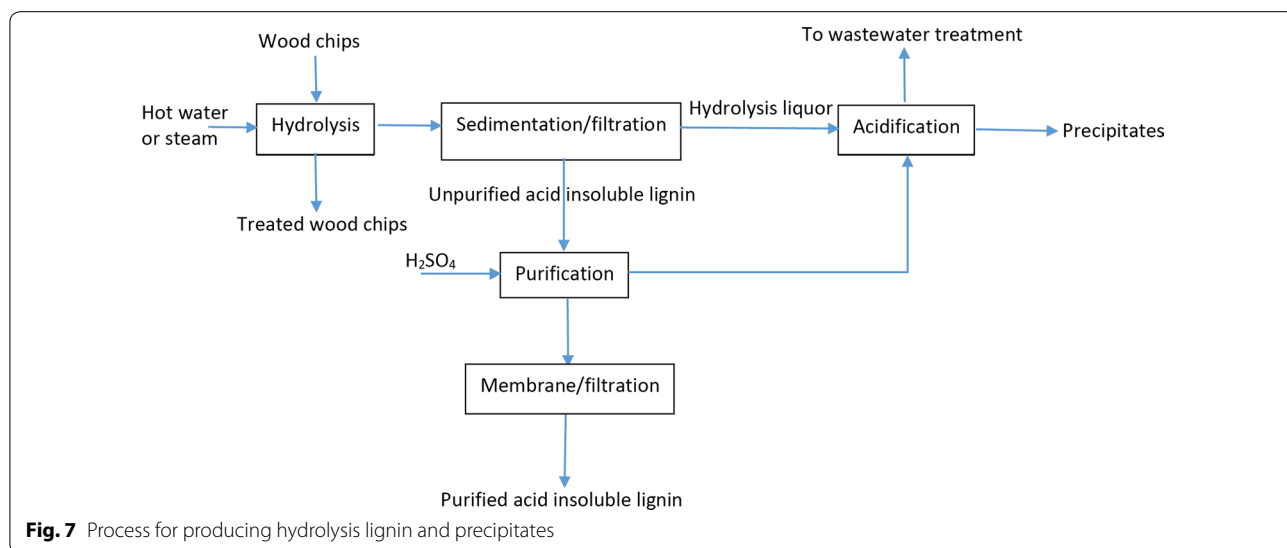 Wood chips
To wastewater treatment
Hot water
or steam
Hydrolysis
Sedimentation/filtration
Hydrolysis liquor
Acidification
Precipitates
Unpurified acid insoluble lignin
Treated wood chips
H₂SO₄
Purification
Membrane/filtration
Purified acid insoluble lignin
Fig. 7 Process for producing hydrolysis lignin and precipitates